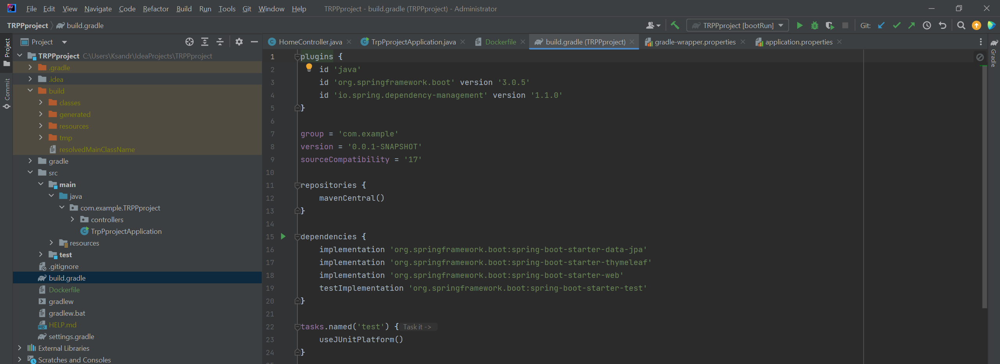 File Edit View Navigate Code Refactor Build Run Tools Git Window Help TRPPproject - build.gradle (TRPPproject) - Administrator
TRPPproject build.gradle TRPPproject [bootRun] Git:
Project
Commit
Gradle
Project
TRPPproject C:\Users\Ksandr\IdeaProjects\TRPPproject
.gradle
.idea
build
classes
generated
resources
tmp
resolvedMainClassName
gradle
src
main
java
com.example.TRPPproject
controllers
TrpPprojectApplication
resources
test
.gitignore
build.gradle
Dockerfile
gradlew
gradlew.bat
HELP.md
settings.gradle
External Libraries
Scratches and Consoles
HomeController.java TrpPprojectApplication.java Dockerfile build.gradle (TRPPproject) gradle-wrapper.properties application.properties
1 plugins {
2 id 'java'
3 id 'org.springframework.boot' version '3.0.5'
4 id 'io.spring.dependency-management' version '1.1.0'
5 }
6
7 group = 'com.example'
8 version = '0.0.1-SNAPSHOT'
9 sourceCompatibility = '17'
10
11 repositories {
12 mavenCentral()
13 }
14
15 dependencies {
16 implementation 'org.springframework.boot:spring-boot-starter-data-jpa'
17 implementation 'org.springframework.boot:spring-boot-starter-thymeleaf'
18 implementation 'org.springframework.boot:spring-boot-starter-web'
19 testImplementation 'org.springframework.boot:spring-boot-starter-test'
20 }
21
22 tasks.named('test') { Task it ->
23 useJUnitPlatform()
24 }